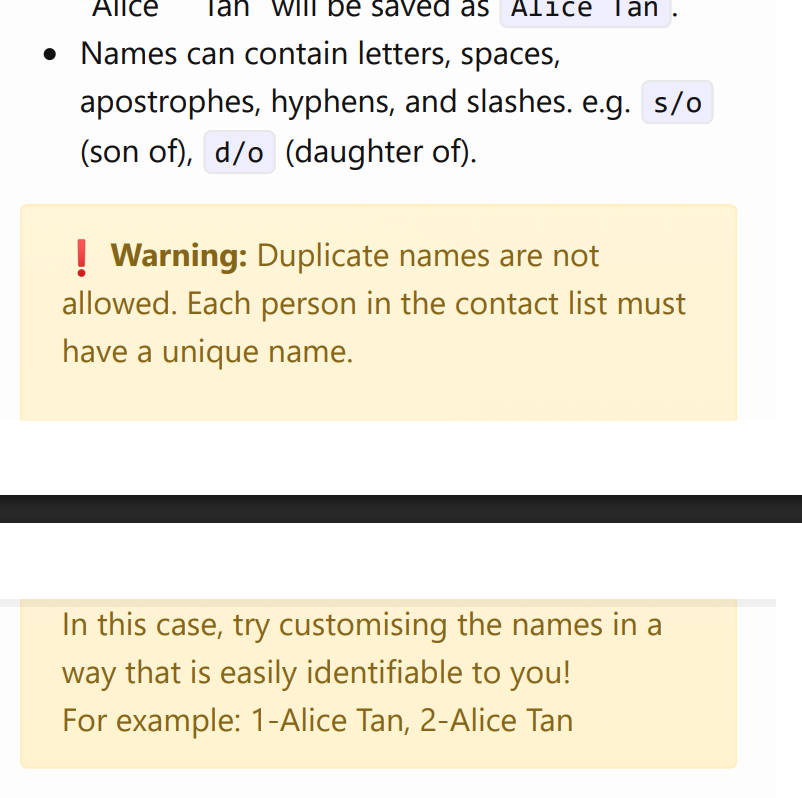 "Alice    Tan" will be saved as Alice Tan.
• Names can contain letters, spaces,
apostrophes, hyphens, and slashes. e.g. s/o
(son of), d/o (daughter of).
❗ Warning: Duplicate names are not
allowed. Each person in the contact list must
have a unique name.
In this case, try customising the names in a
way that is easily identifiable to you!
For example: 1-Alice Tan, 2-Alice Tan